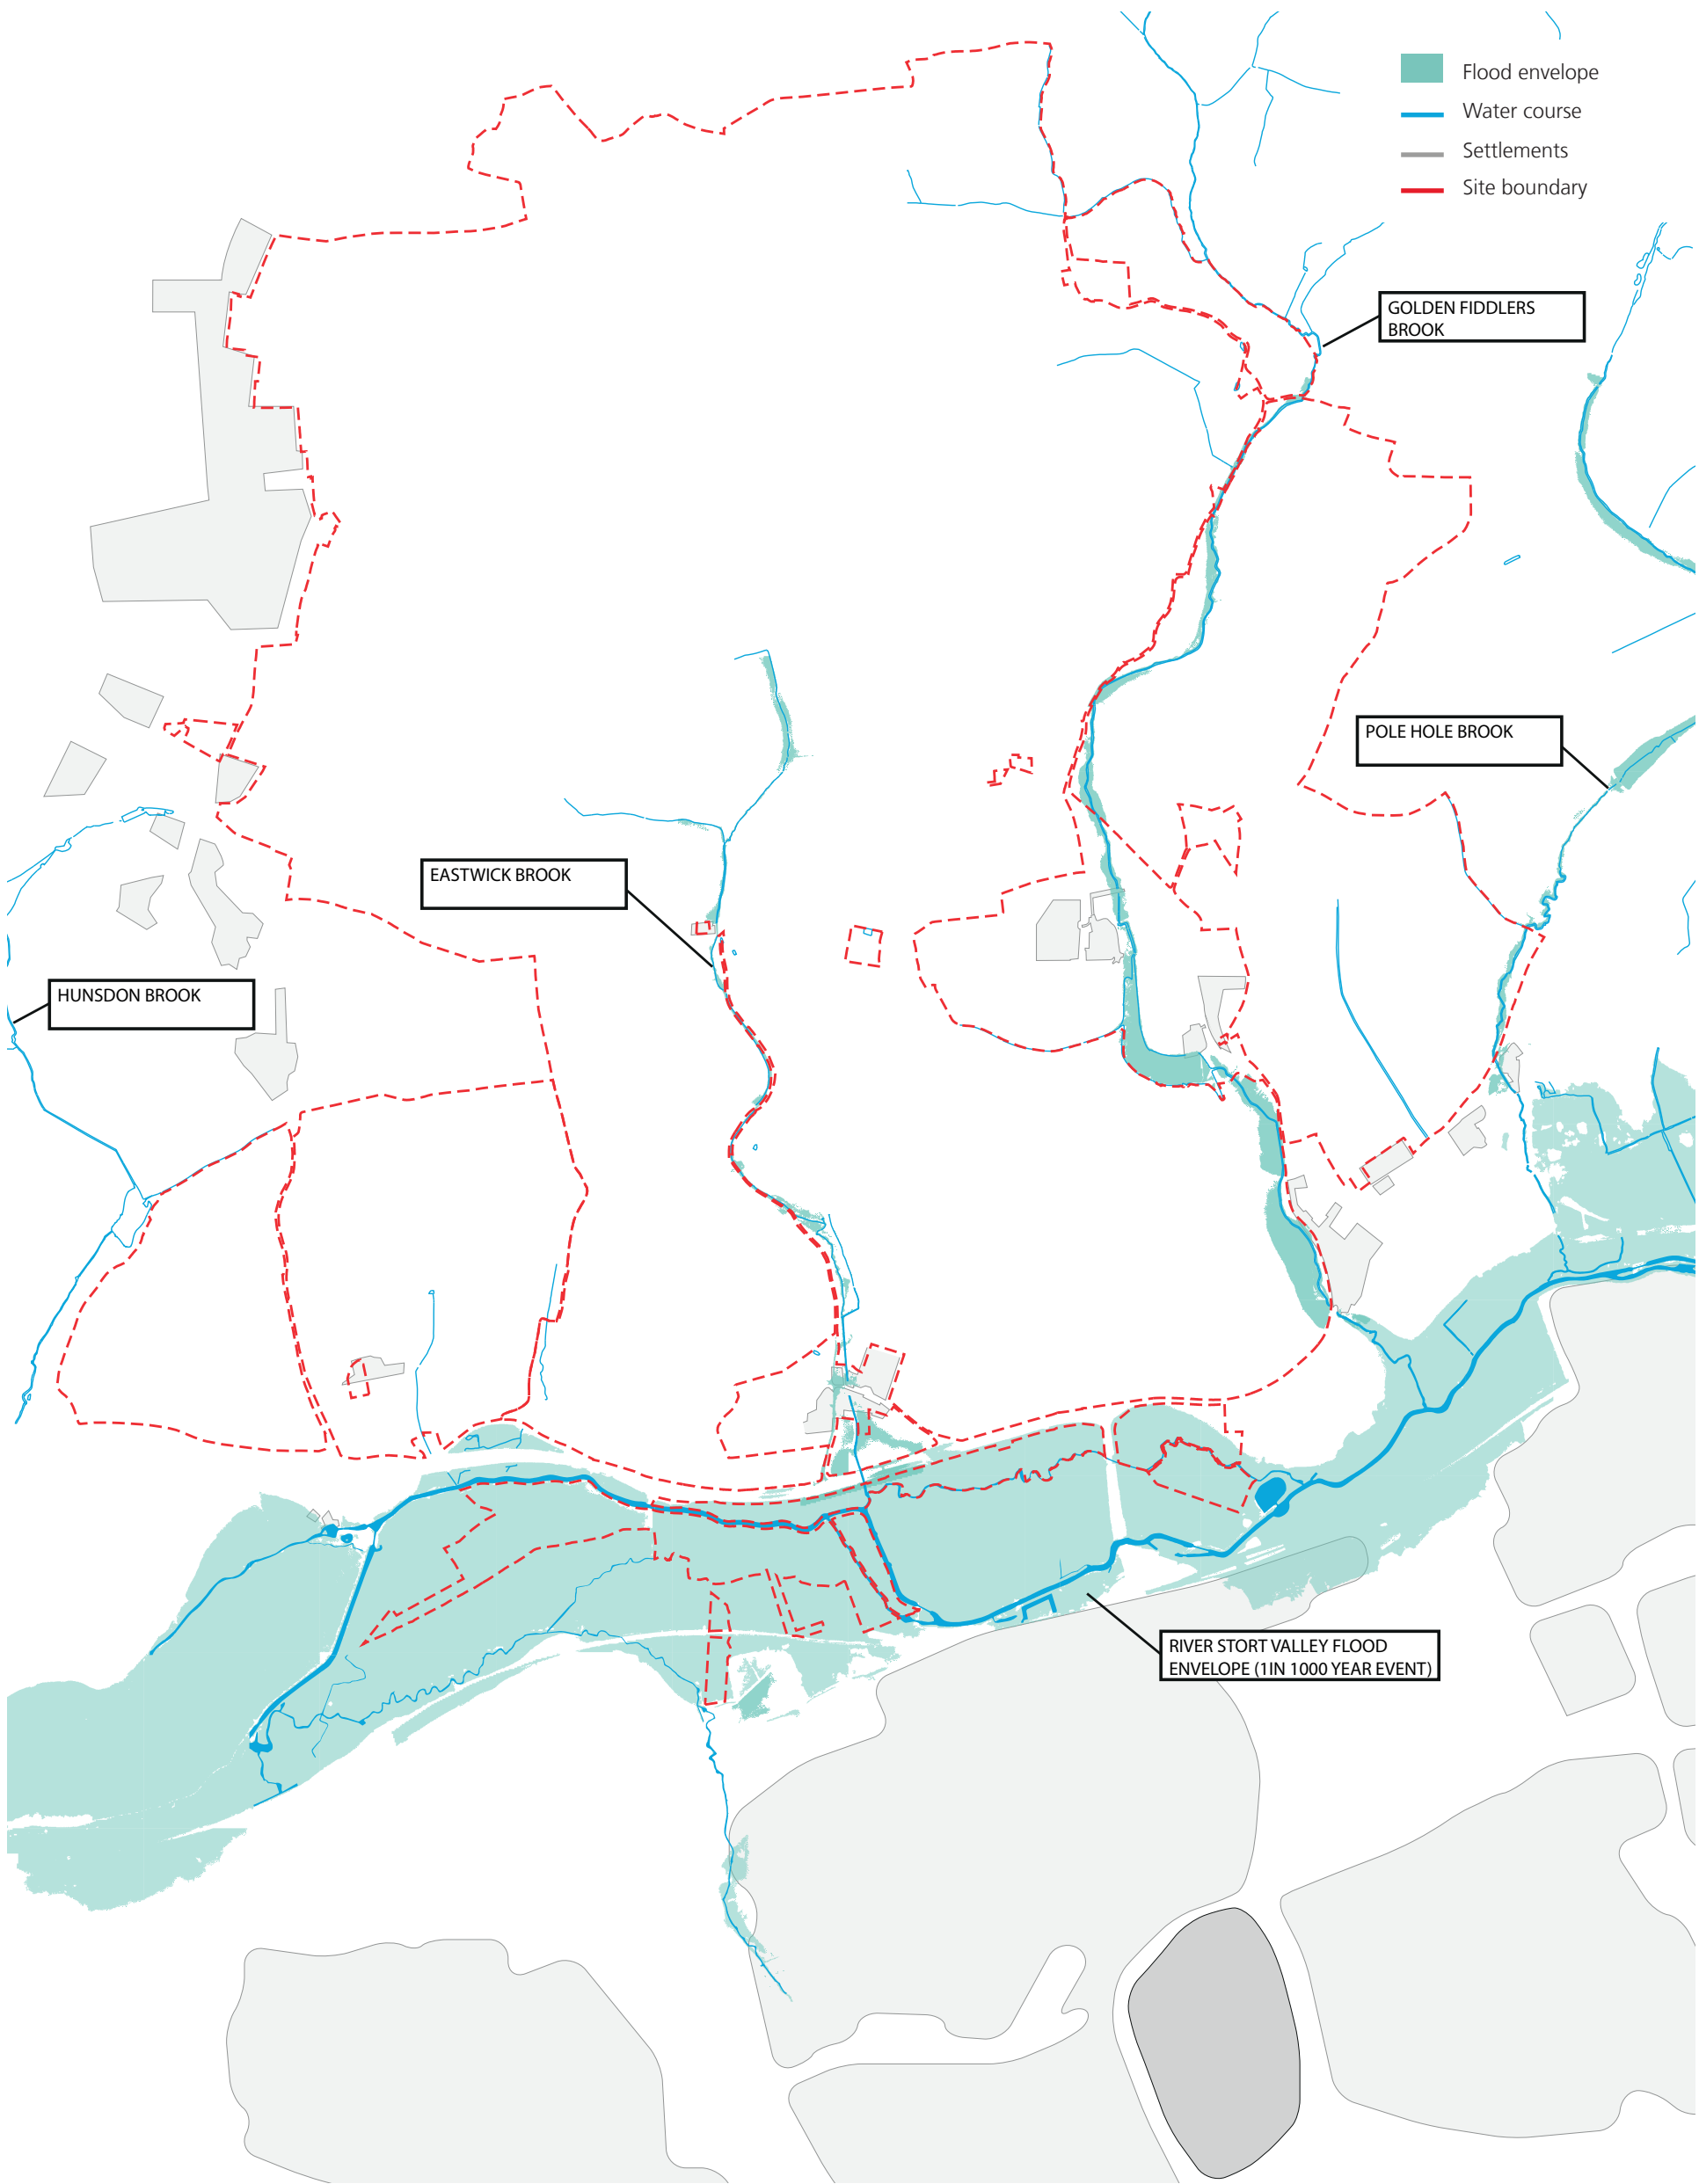 Flood envelope
Water course
Settlements
Site boundary
GOLDEN FIDDLERS
BROOK
POLE HOLE BROOK
EASTWICK BROOK
HUNSDON BROOK
RIVER STORT VALLEY FLOOD
ENVELOPE (1IN 1000 YEAR EVENT)